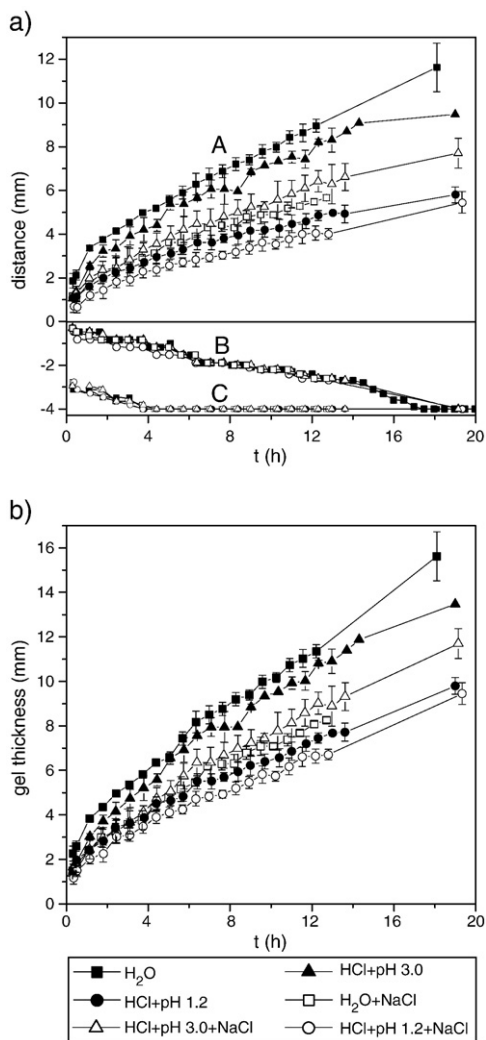 a)
12
10
8
6
4
2
0
-2
-4
distance (mm)
A
B
C
0 4 8 12 16 20
t (h)
b)
16
14
12
10
8
6
4
2
0
gel thickness (mm)
0 4 8 12 16 20
t (h)
H₂O
HCl+pH 3.0
HCl+pH 1.2
H₂O+NaCl
HCl+pH 3.0+NaCl
HCl+pH 1.2+NaCl